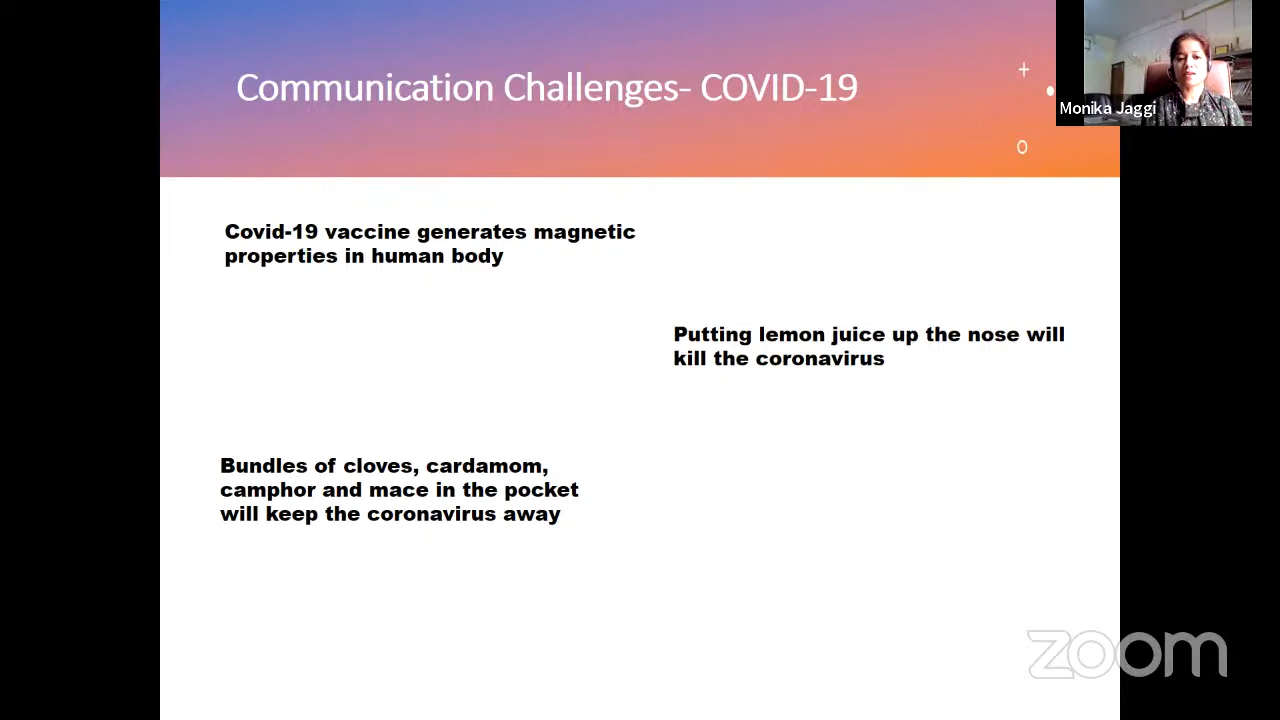 Communication Challenges- COVID-19
Monika Jaggi
Covid-19 vaccine generates magnetic
properties in human body
Putting lemon juice up the nose will
kill the coronavirus
Bundles of cloves, cardamom,
camphor and mace in the pocket
will keep the coronavirus away
zoom